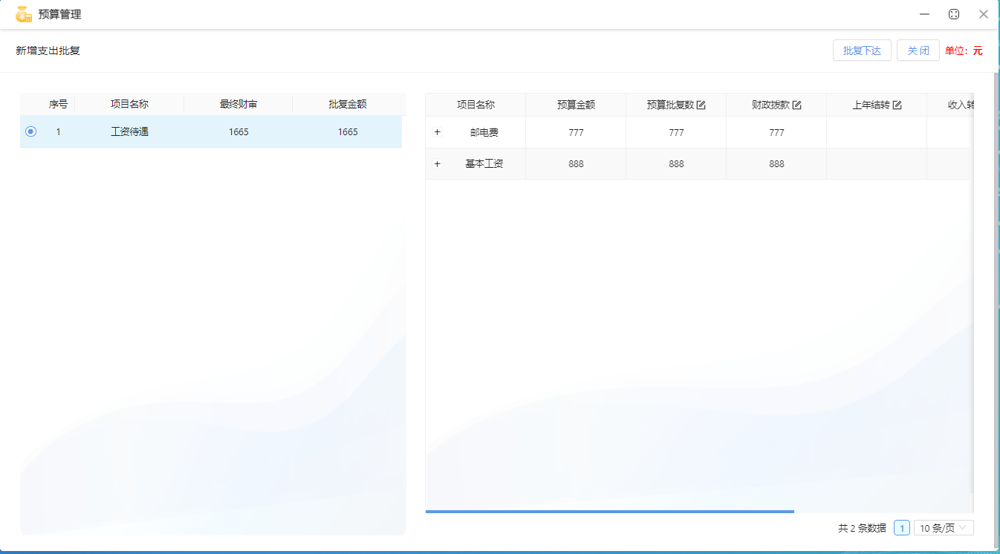 预算管理
新增支出批复
批复下达 关 闭 单位：元
序号 项目名称 最终财审 批复金额
1 工资待遇 1665 1665
项目名称 预算金额 预算批复数 财政拨款 上年结转 收入转
+ 邮电费 777 777 777
+ 基本工资 888 888 888
共 2 条数据 1 10 条/页